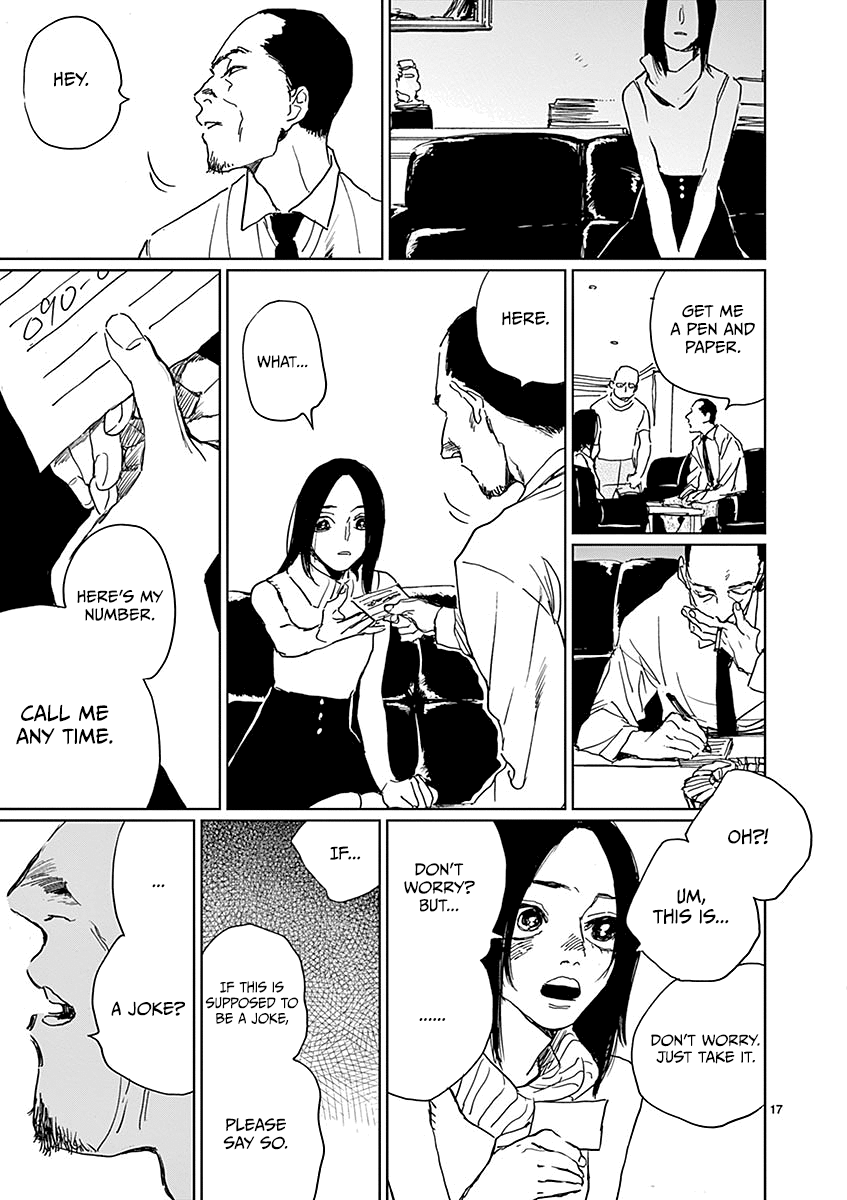 HEY.
GET ME
A PEN AND
PAPER.
HERE.
WHAT...
090-0
HERE'S MY
NUMBER.
CALL ME
ANY TIME.
OH?!
UM,
THIS IS...
DON'T WORRY.
JUST TAKE IT.
DON'T
WORRY?
BUT...
......
IF...
IF THIS IS
SUPPOSED TO
BE A JOKE,
PLEASE
SAY SO.
...
A JOKE?
17